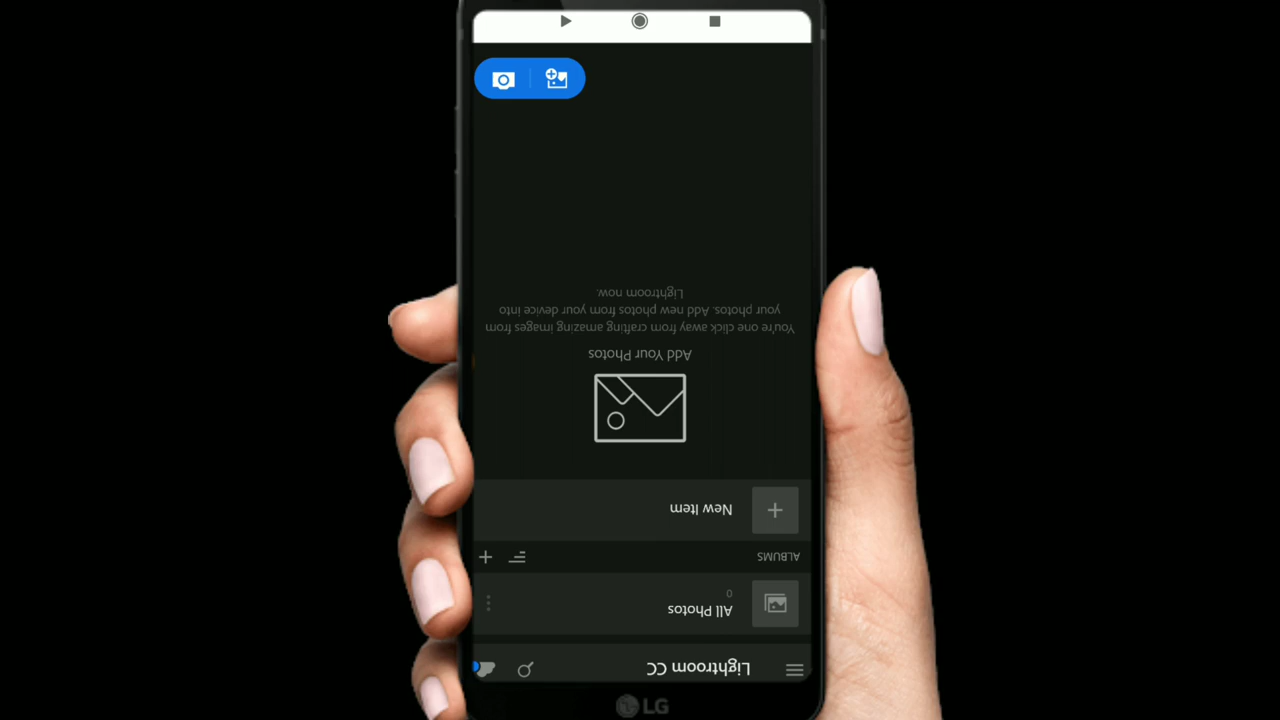 Lightroom CC
All Photos
0
ALBUMS
New Item
Add Your Photos
You're one click away from crafting amazing images from
your photos. Add new photos from your device into
Lightroom now.
LG